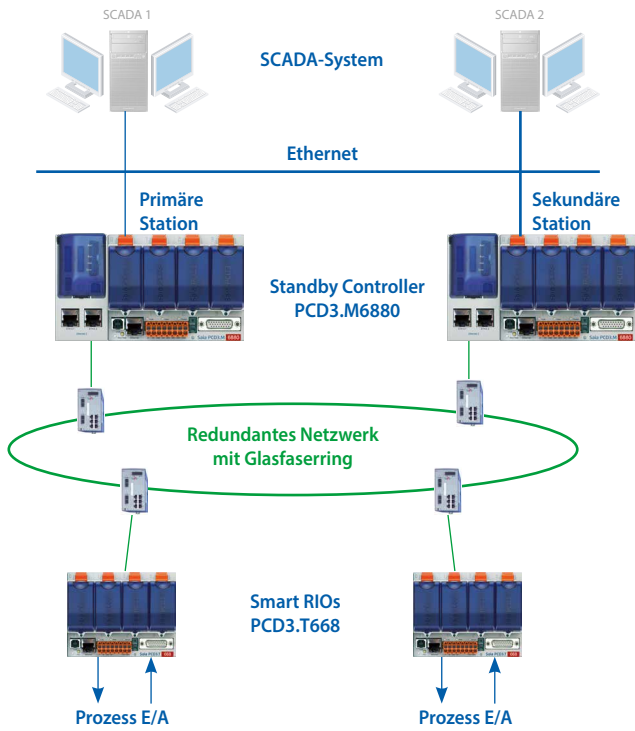 SCADA 1
SCADA 2
SCADA-System
Ethernet
Primäre
Station
Sekundäre
Station
Standby Controller
PCD3.M6880
Redundantes Netzwerk
mit Glasfaserring
Smart RIOs
PCD3.T668
Prozess E/A
Prozess E/A